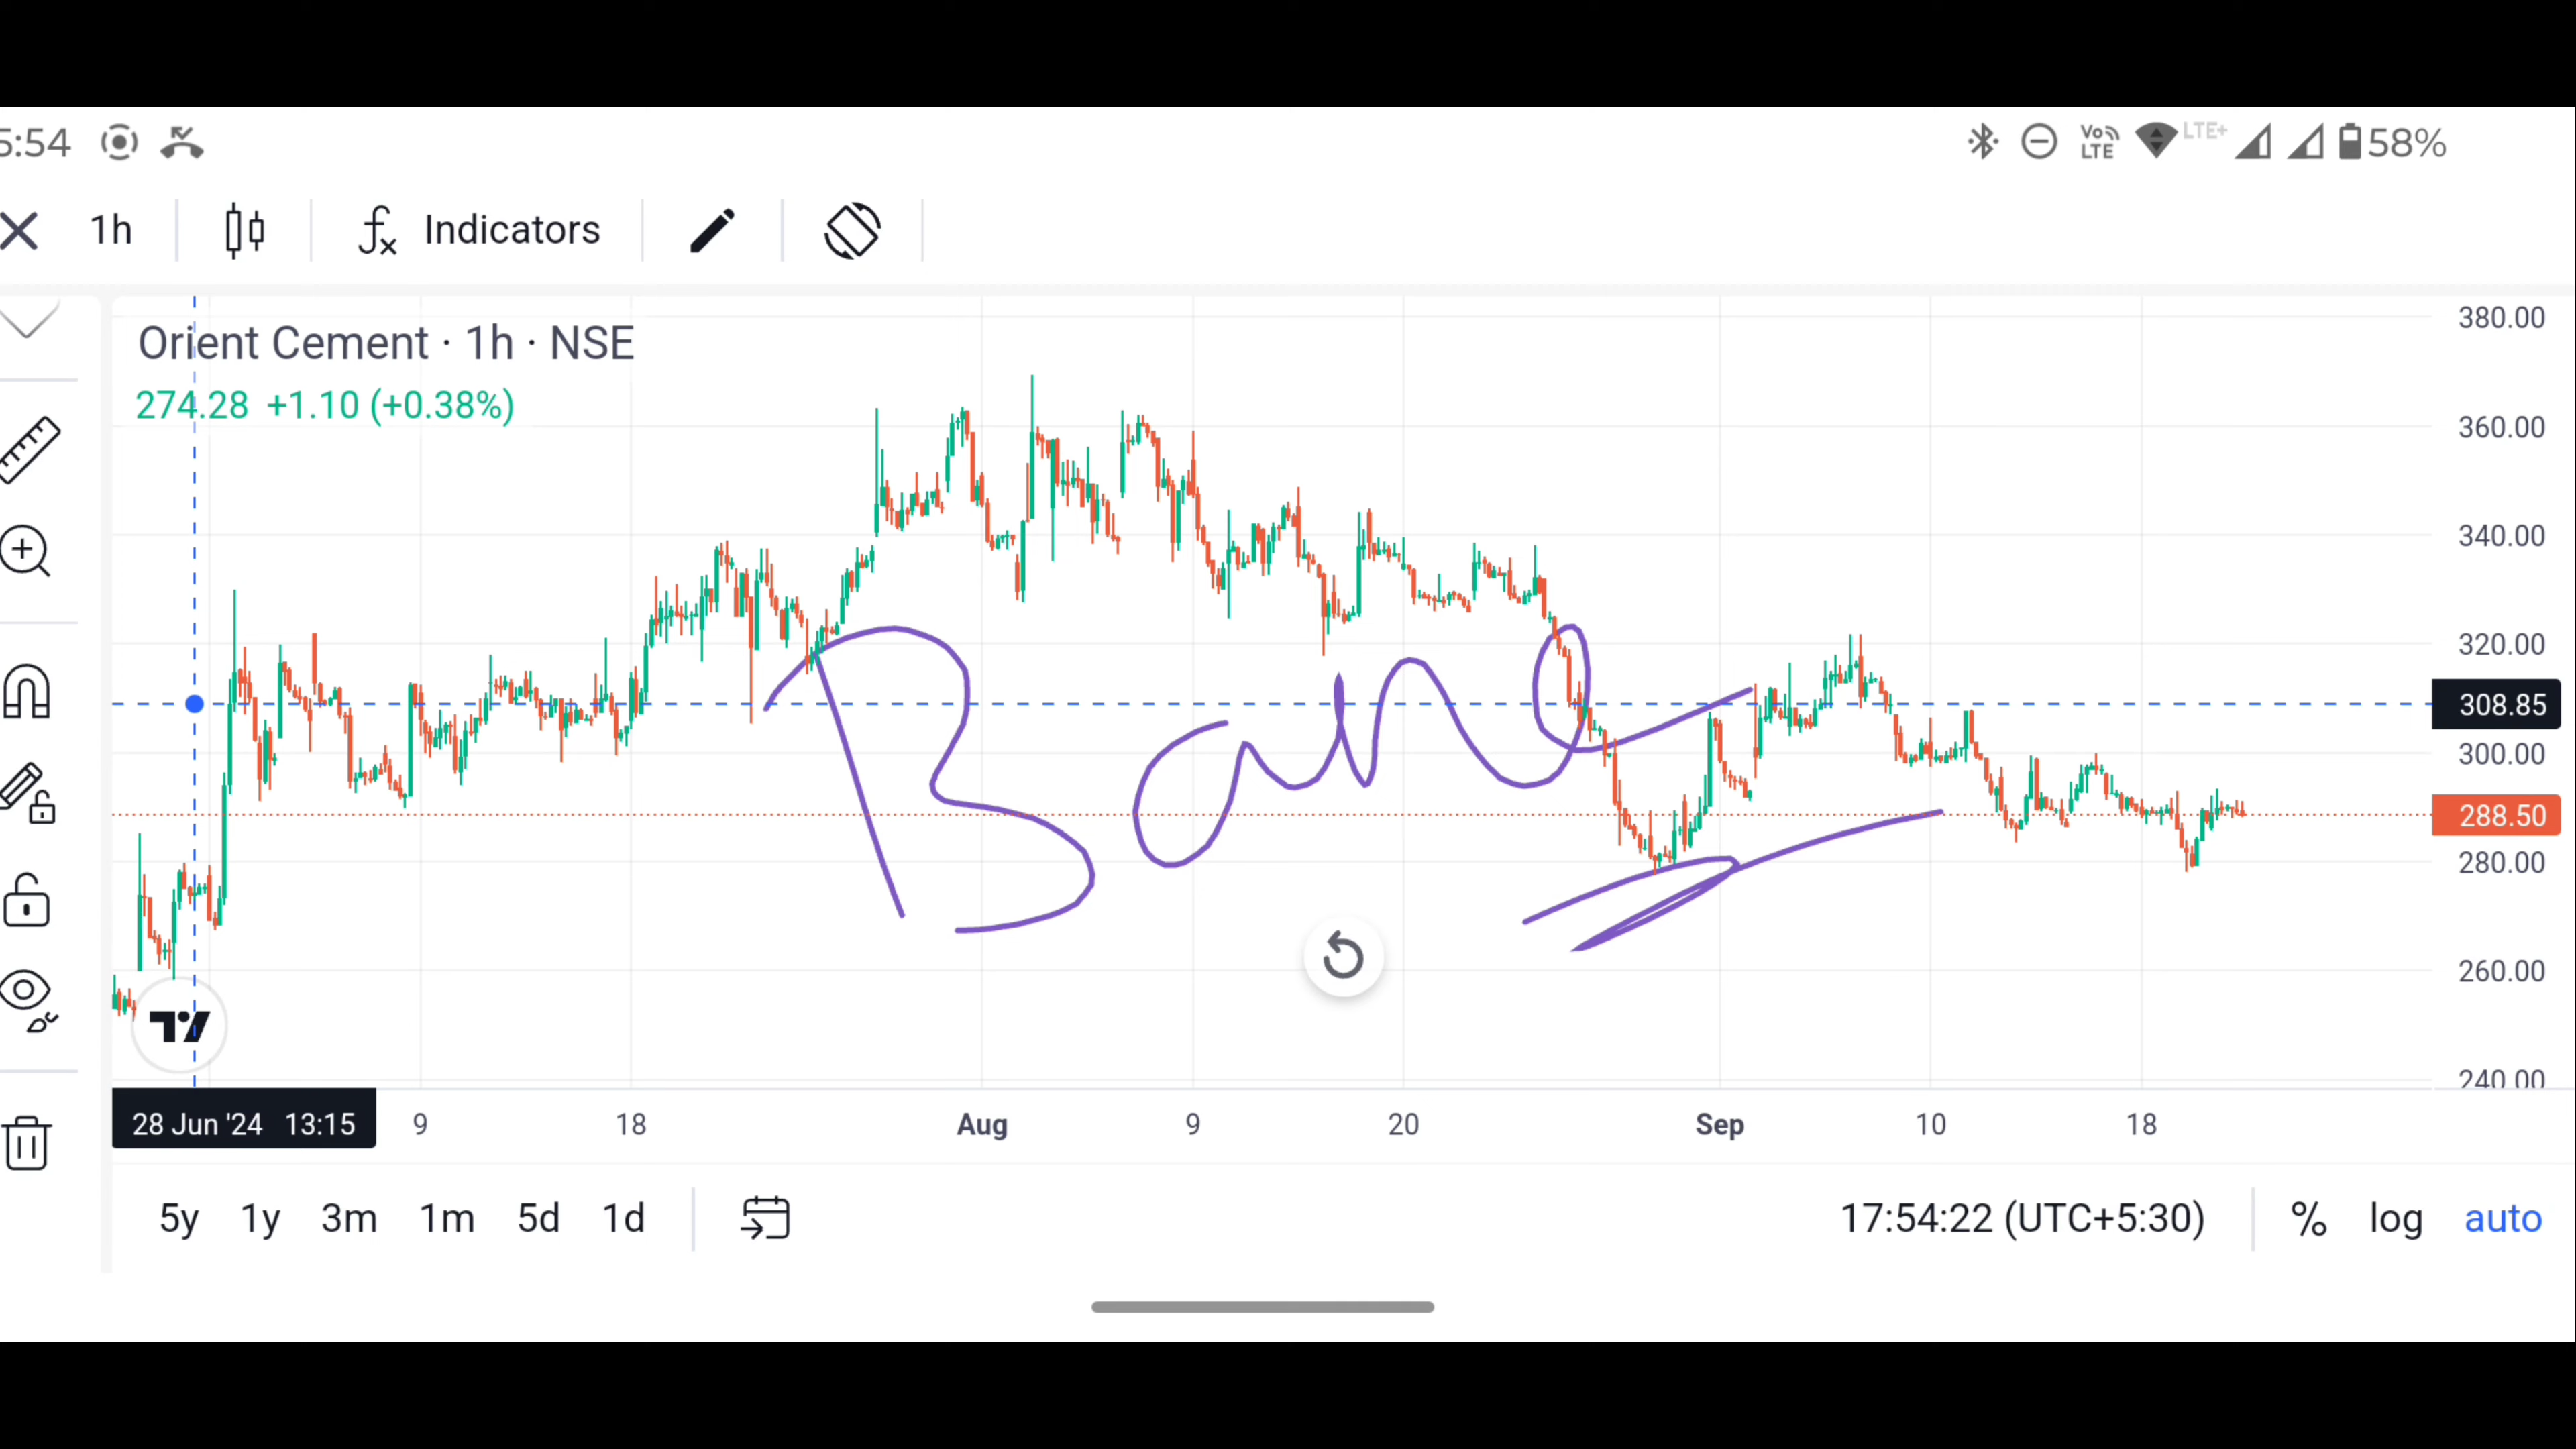 5:54 Vo LTE LTE+ 58%
1h Indicators
Orient Cement · 1h · NSE
274.28 +1.10 (+0.38%)
380.00
360.00
340.00
320.00
308.85
300.00
288.50
280.00
260.00
240.00
28 Jun '24 13:15 9 18 Aug 9 20 Sep 10 18
5y 1y 3m 1m 5d 1d 17:54:22 (UTC+5:30) % log auto